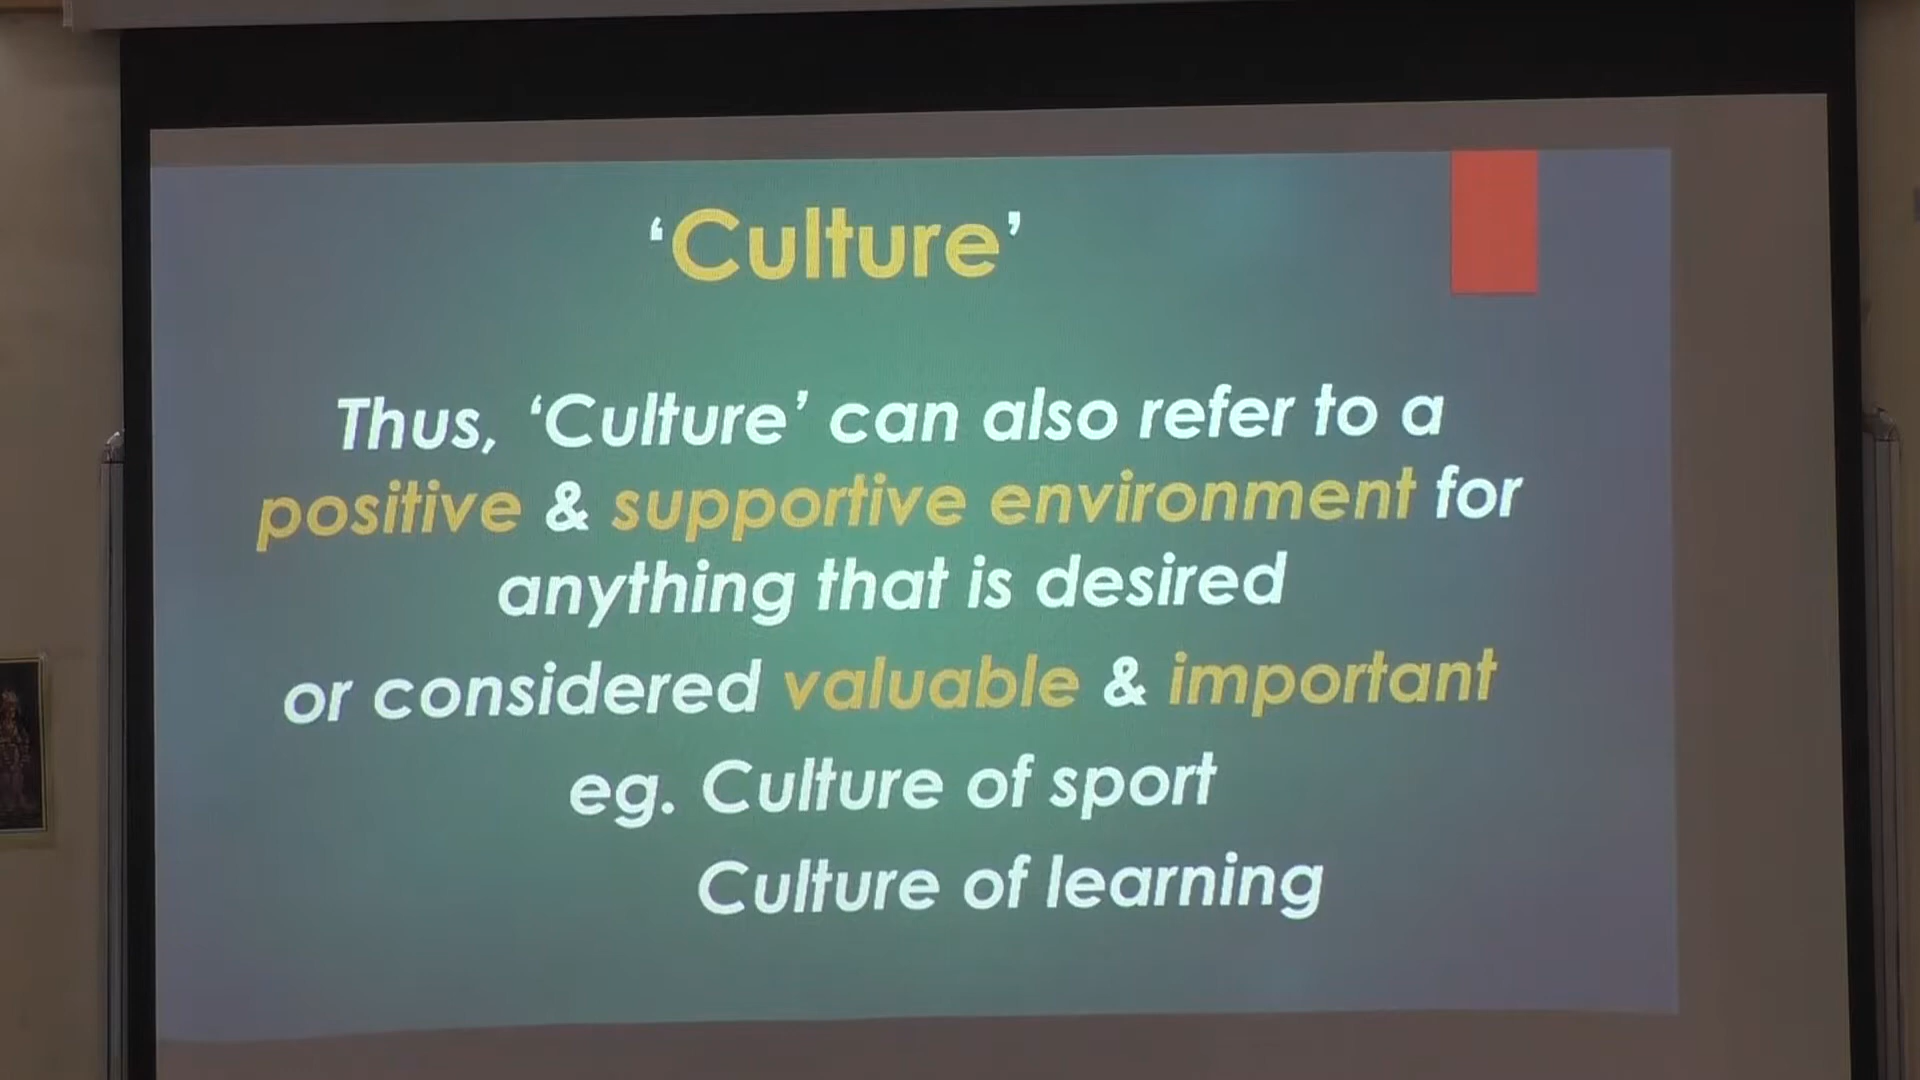 ‘Culture’
Thus, ‘Culture’ can also refer to a
positive & supportive environment for
anything that is desired
or considered valuable & important
eg. Culture of sport
Culture of learning